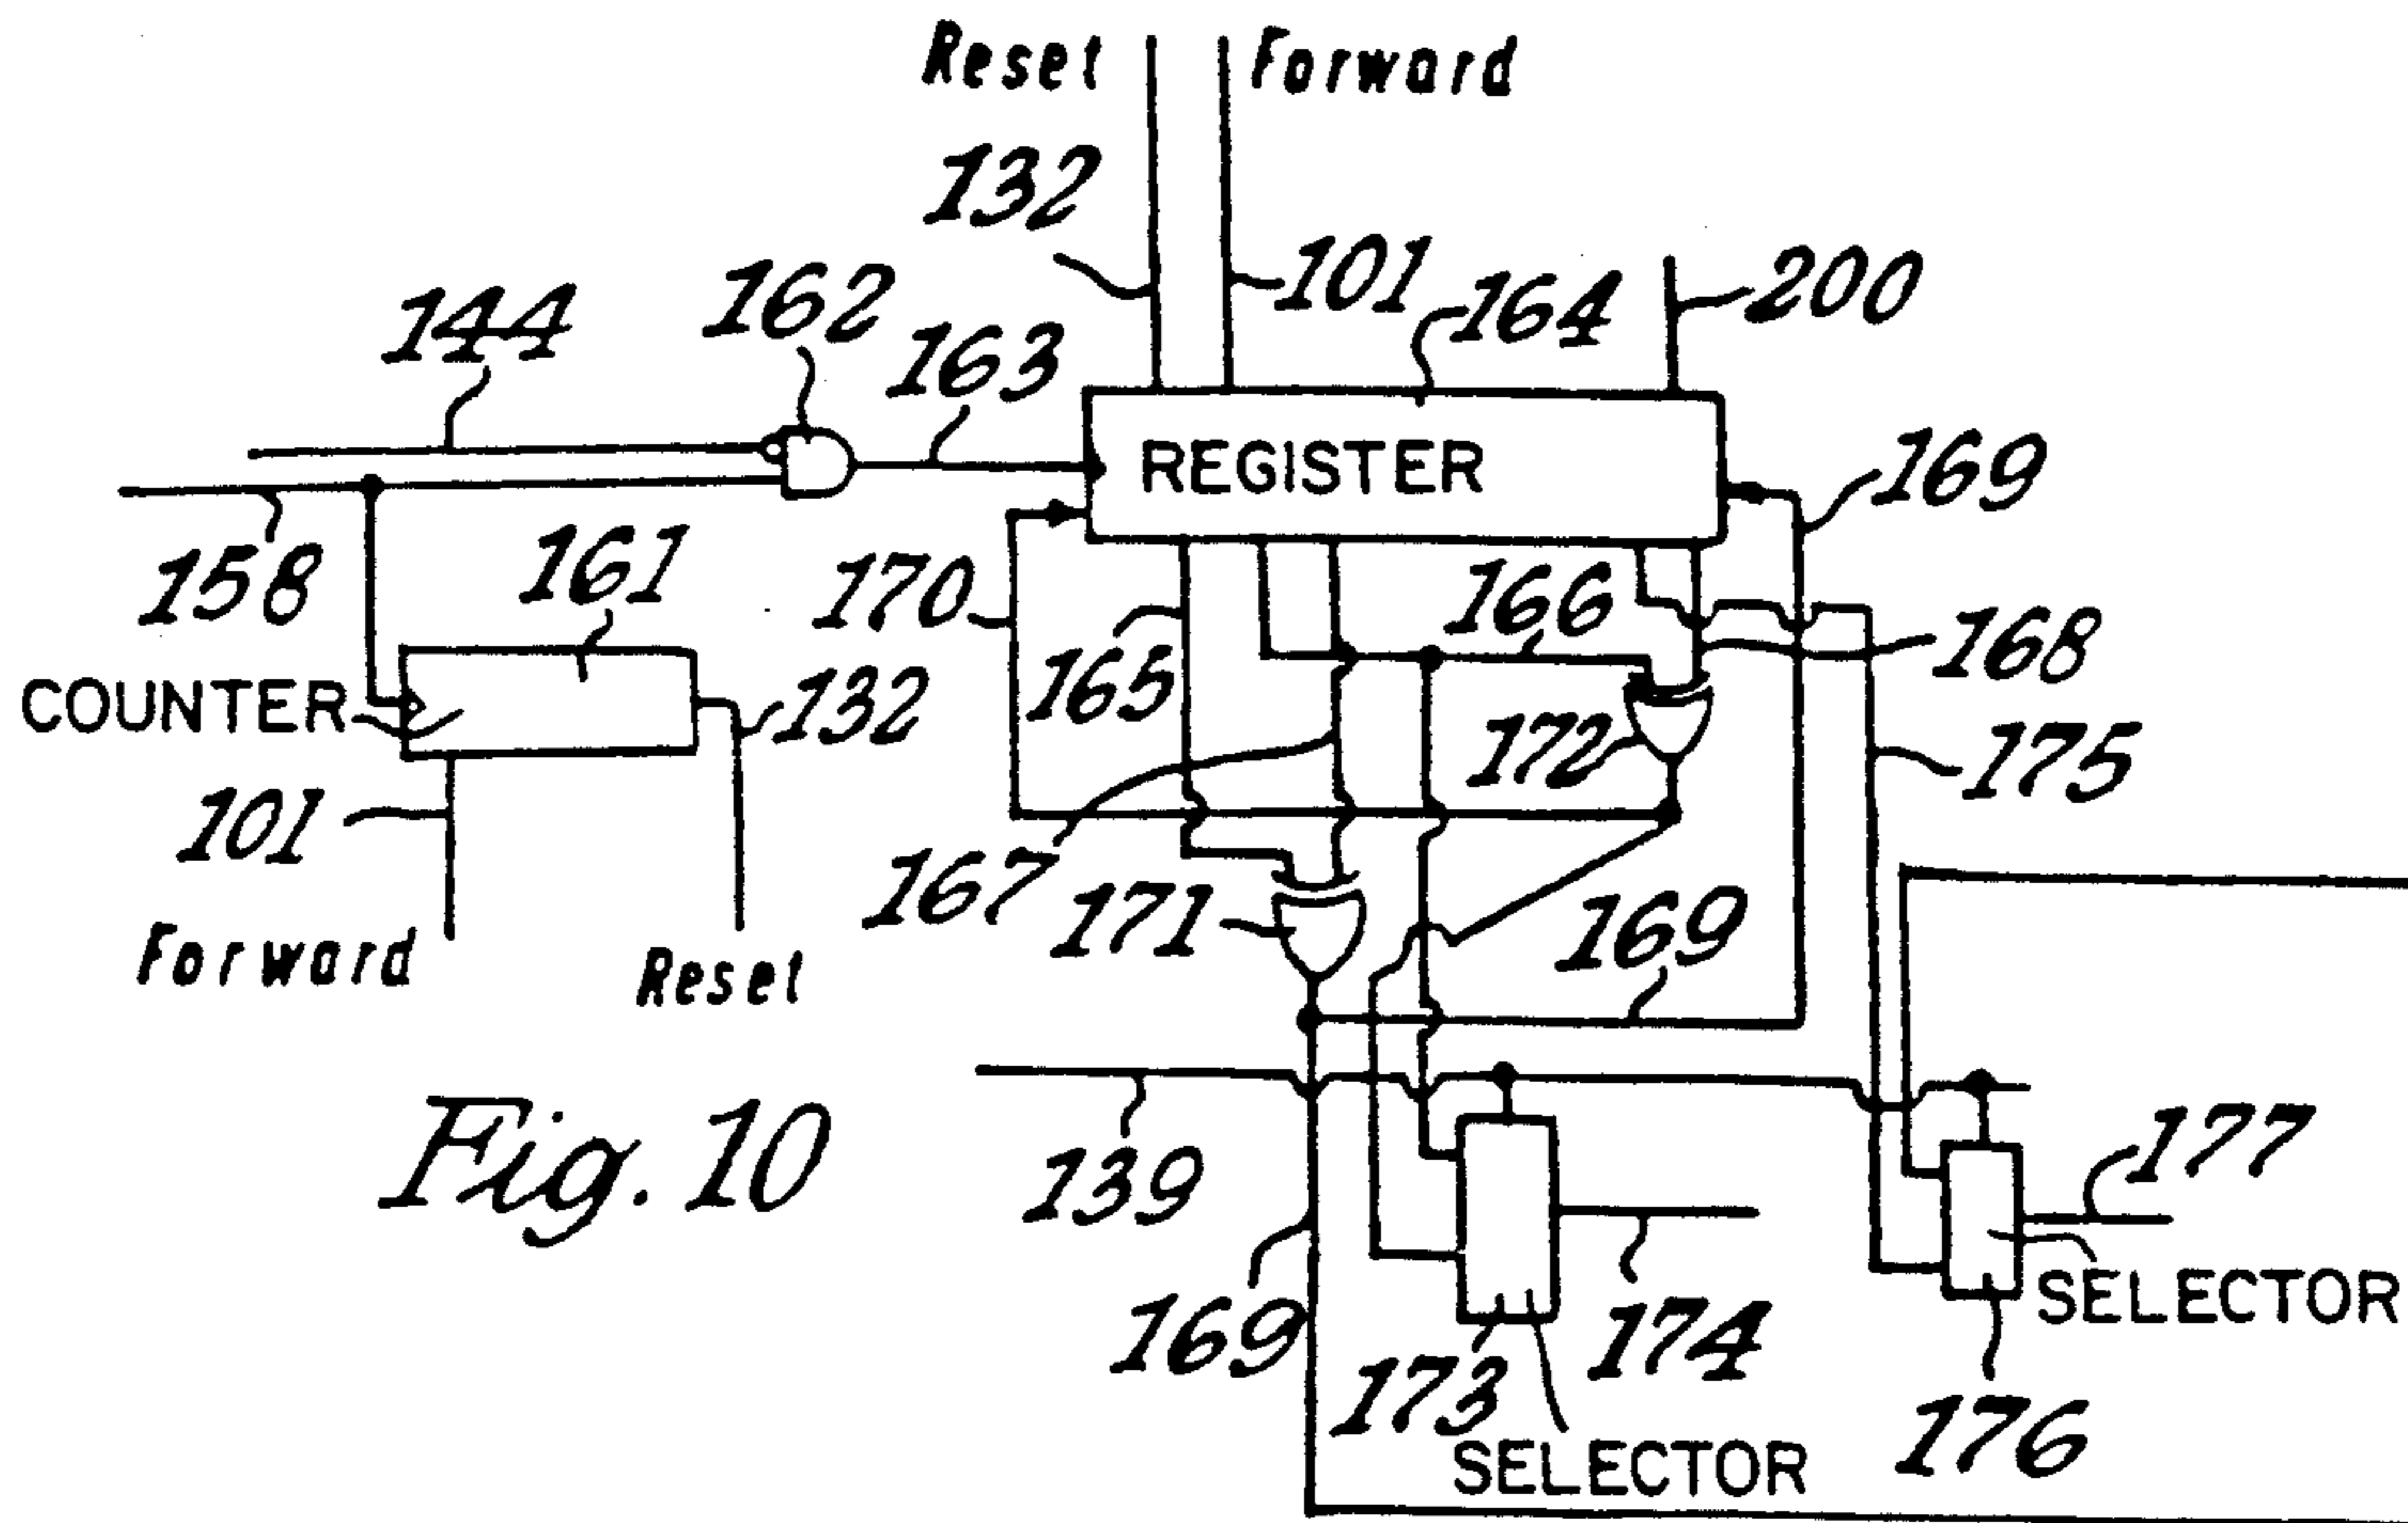 Reset Forward
132
101 164 200
144 162 163
REGISTER
169
158 161 170 166 168
165
COUNTER 132 172 175
101
167 171 169
Forward Reset
Fig. 10 139 177
SELECTOR
169 173 174
SELECTOR 176